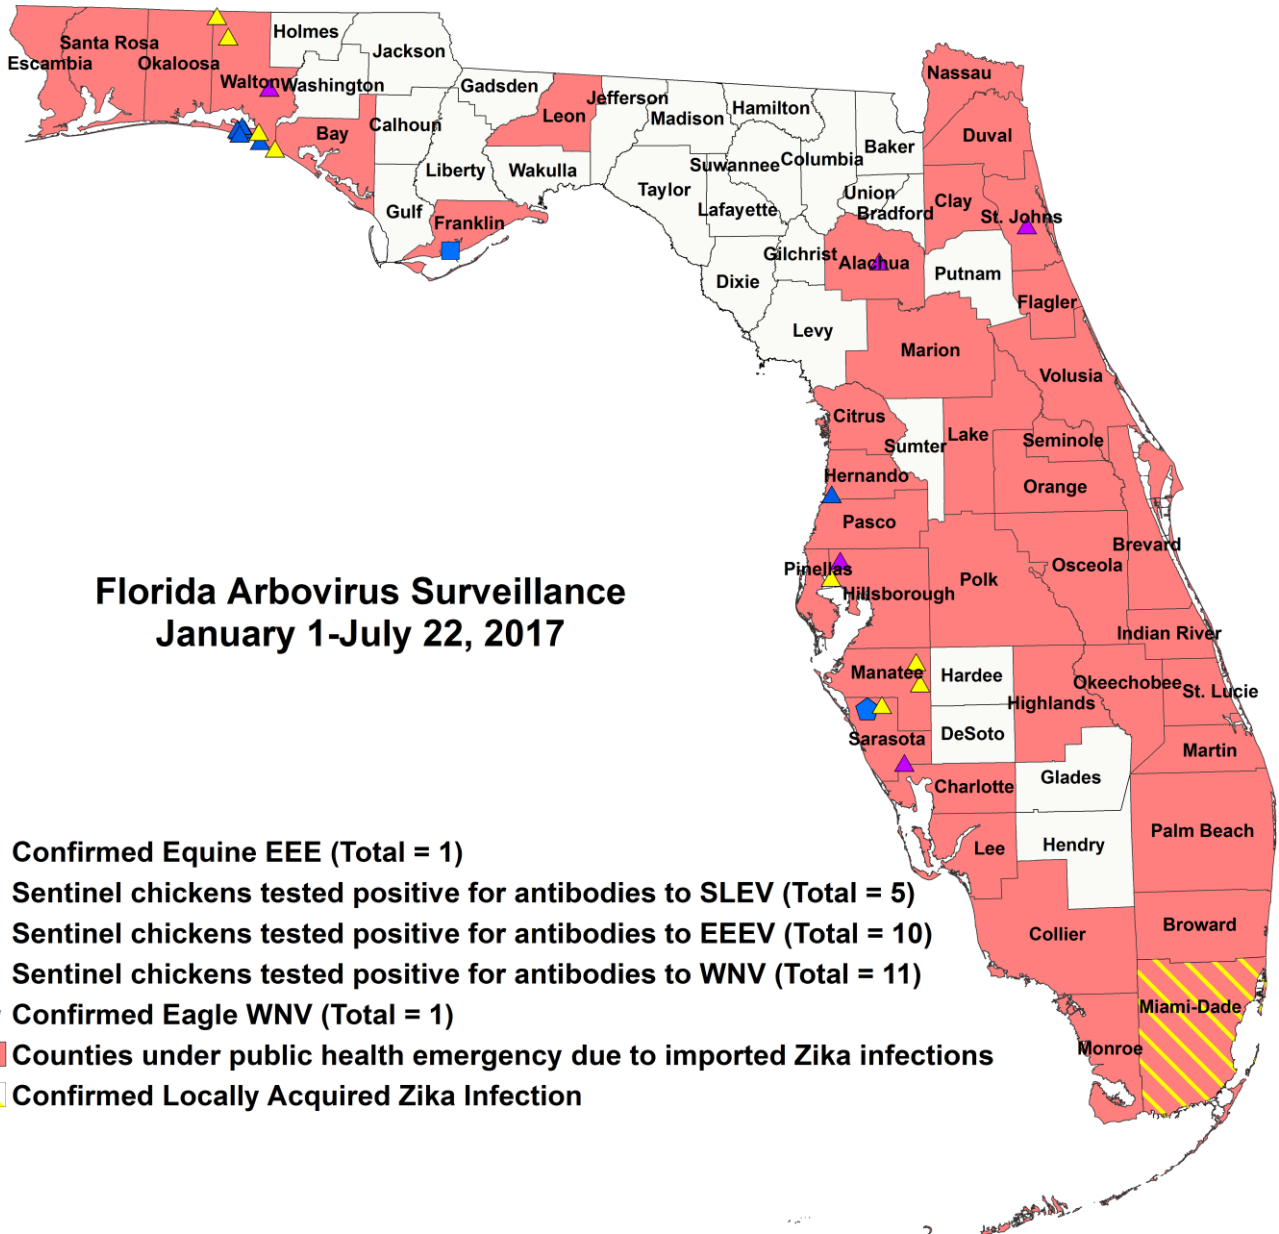 Holmes
Jackson
Santa Rosa
Escambia
Okaloosa
Walton
Washington
Gadsden
Jefferson
Leon
Madison
Hamilton
Nassau
Bay
Calhoun
Duval
Baker
Suwannee
Columbia
Liberty
Wakulla
Taylor
Union
Lafayette
Bradford
Clay
St. Johns
Gulf
Franklin
Gilchrist
Alachua
Dixie
Putnam
Flagler
Levy
Marion
Volusia
Citrus
Sumter
Lake
Seminole
Hernando
Orange
Pasco
Brevard
Osceola
Pinellas
Polk
Hillsborough
Florida Arbovirus Surveillance
January 1-July 22, 2017
Indian River
Manatee
Hardee
Okeechobee
St. Lucie
Highlands
Sarasota
DeSoto
Martin
Glades
Charlotte
Palm Beach
Lee
Hendry
Broward
Collier
Miami-Dade
Monroe
Confirmed Equine EEE (Total = 1)
Sentinel chickens tested positive for antibodies to SLEV (Total = 5)
Sentinel chickens tested positive for antibodies to EEEV (Total = 10)
Sentinel chickens tested positive for antibodies to WNV (Total = 11)
Confirmed Eagle WNV (Total = 1)
Counties under public health emergency due to imported Zika infections
Confirmed Locally Acquired Zika Infection